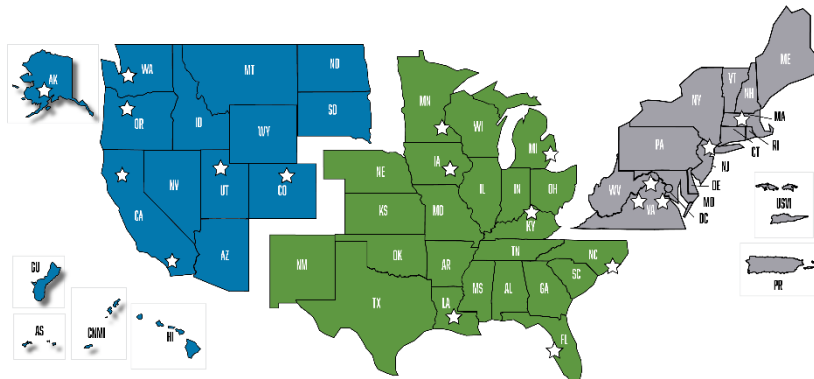 AK
WA
OR
CA
ID
NV
MT
WY
UT
AZ
CO
ND
SD
GU
AS
CNMI
HI
NE
KS
OK
NM
TX
MN
IA
MO
AR
LA
WI
IL
IN
MI
OH
KY
TN
MS
AL
GA
FL
SC
NC
ME
VT
NH
NY
MA
RI
CT
PA
NJ
DE
MD
DC
WV
VA
USVI
PR